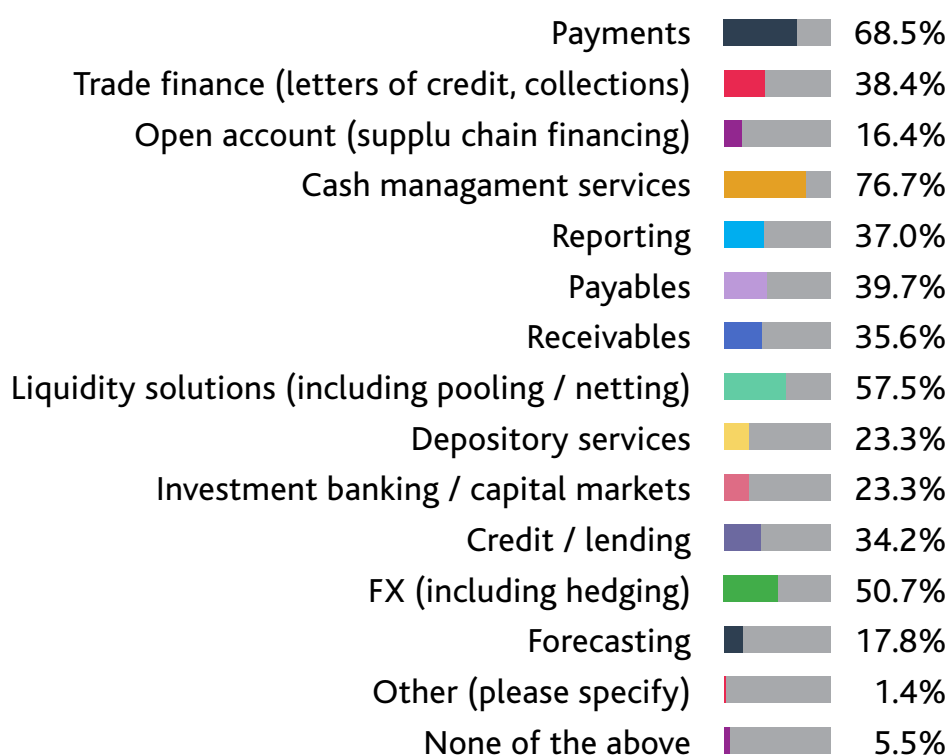 Payments 68.5%
Trade finance (letters of credit, collections) 38.4%
Open account (supplu chain financing) 16.4%
Cash managament services 76.7%
Reporting 37.0%
Payables 39.7%
Receivables 35.6%
Liquidity solutions (including pooling / netting) 57.5%
Depository services 23.3%
Investment banking / capital markets 23.3%
Credit / lending 34.2%
FX (including hedging) 50.7%
Forecasting 17.8%
Other (please specify) 1.4%
None of the above 5.5%